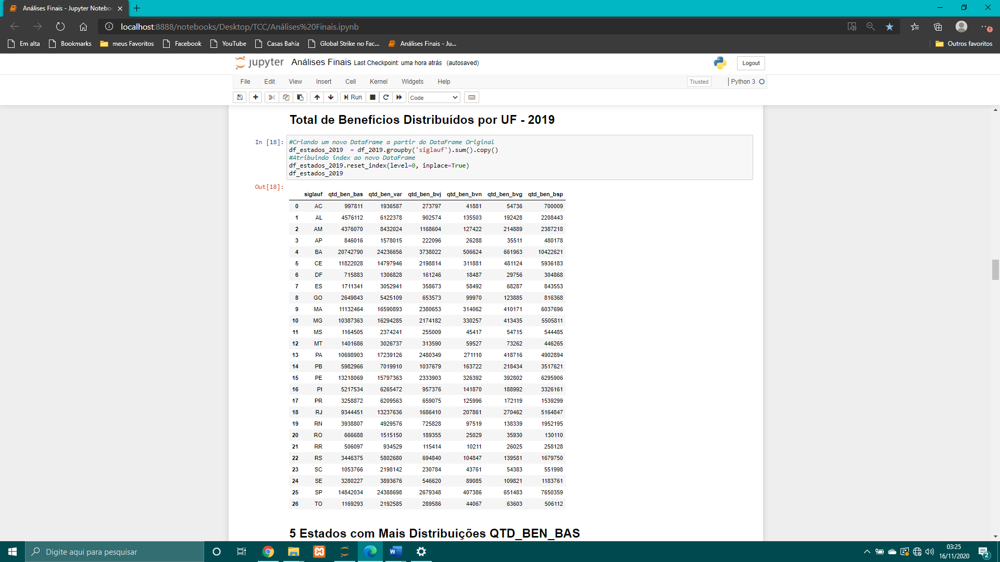 Análises Finais - Jupyter Notebo
localhost:8888/notebooks/Desktop/TCC/Análises%20Finais.ipynb
Em alta Bookmarks meus Favoritos Facebook YouTube Casas Bahia Global Strike no Fac... Análises Finais - Ju... Outros favoritos
jupyter Análises Finais Last Checkpoint: uma hora atrás (autosaved) Logout
File Edit View Insert Cell Kernel Widgets Help Trusted Python 3
Run Code
Total de Benefícios Distribuídos por UF - 2019
In [18]: #Criando um novo DataFrame a partir do DataFrame Original
df_estados_2019 = df_2019.groupby('siglauf').sum().copy()
#Atribuindo index ao novo DataFrame
df_estados_2019.reset_index(level=0, inplace=True)
df_estados_2019
Out[18]:
siglauf qtd_ben_bas qtd_ben_var qtd_ben_bvj qtd_ben_bvn qtd_ben_bvg qtd_ben_bsp
0 AC 997811 1936587 273797 41881 54736 700009
1 AL 4576112 6122378 902574 135503 192428 2208443
2 AM 4376070 8432024 1168604 127422 214889 2387218
3 AP 846016 1578015 222096 26288 35511 480178
4 BA 20742790 24236656 3738022 506624 661963 10422621
5 CE 11822028 14797946 2198814 311881 481124 5936183
6 DF 715883 1306828 161246 18487 29756 304868
7 ES 1711341 3052941 358673 58492 68287 843553
8 GO 2649843 5425109 653573 99970 123885 816368
9 MA 11132464 16590893 2380653 314062 410171 6037696
10 MG 10387363 16294285 2174182 330257 413435 5505811
11 MS 1164505 2374241 255009 45417 54715 544485
12 MT 1401686 3026737 313590 59527 73262 446265
13 PA 10698903 17239126 2480349 271110 418716 4902894
14 PB 5982966 7019910 1037679 163722 218434 3517621
15 PE 13218069 15797363 2333903 326392 392802 6295906
16 PI 5217534 6265472 957376 141870 188992 3326161
17 PR 3258872 6209563 659075 125996 172119 1539299
18 RJ 9344451 13237636 1686410 207861 270462 5164847
19 RN 3938807 4929576 725828 97519 138339 1952195
20 RO 666688 1515150 189355 25029 35930 130110
21 RR 506097 934529 115414 10211 26025 258128
22 RS 3446375 5802680 694840 104847 139581 1679750
23 SC 1053766 2198142 230784 43761 54383 551998
24 SE 3280227 3893676 546620 89085 109821 1183761
25 SP 14842034 24388698 2679348 407386 651483 7650359
26 TO 1169293 2192585 289586 44067 63603 506112
5 Estados com Mais Distribuições QTD_BEN_BAS
Digite aqui para pesquisar
03:25
16/11/2020
2